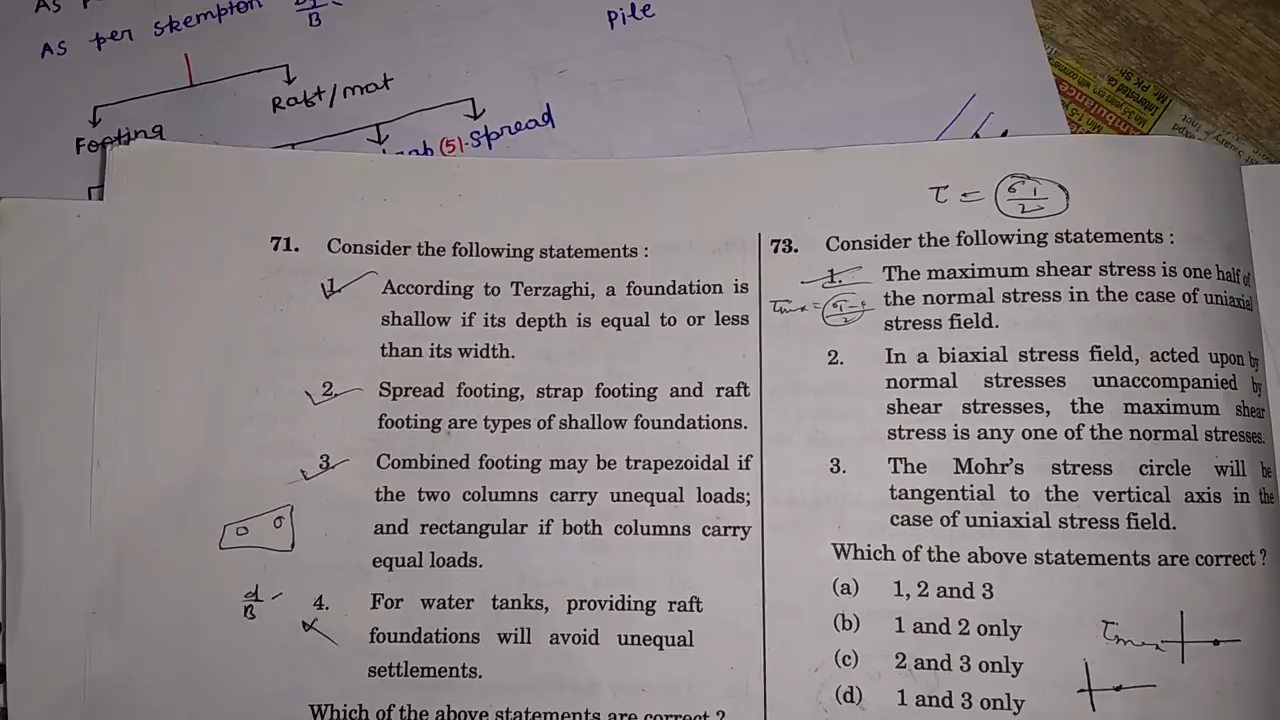 As per skempton
B
pile
Footing
Raft/mat
(5).Spread
τ = σ1/2
71. Consider the following statements :
1. According to Terzaghi, a foundation is
shallow if its depth is equal to or less
than its width.
2. Spread footing, strap footing and raft
footing are types of shallow foundations.
3. Combined footing may be trapezoidal if
the two columns carry unequal loads;
and rectangular if both columns carry
equal loads.
d/B
4. For water tanks, providing raft
foundations will avoid unequal
settlements.
Which of the above statements are correct ?
73. Consider the following statements :
1. The maximum shear stress is one half of
the normal stress in the case of uniaxial
stress field.
2. In a biaxial stress field, acted upon by
normal stresses unaccompanied by
shear stresses, the maximum shear
stress is any one of the normal stresses.
3. The Mohr's stress circle will be
tangential to the vertical axis in the
case of uniaxial stress field.
Which of the above statements are correct ?
(a) 1, 2 and 3
(b) 1 and 2 only
(c) 2 and 3 only
(d) 1 and 3 only
τmax